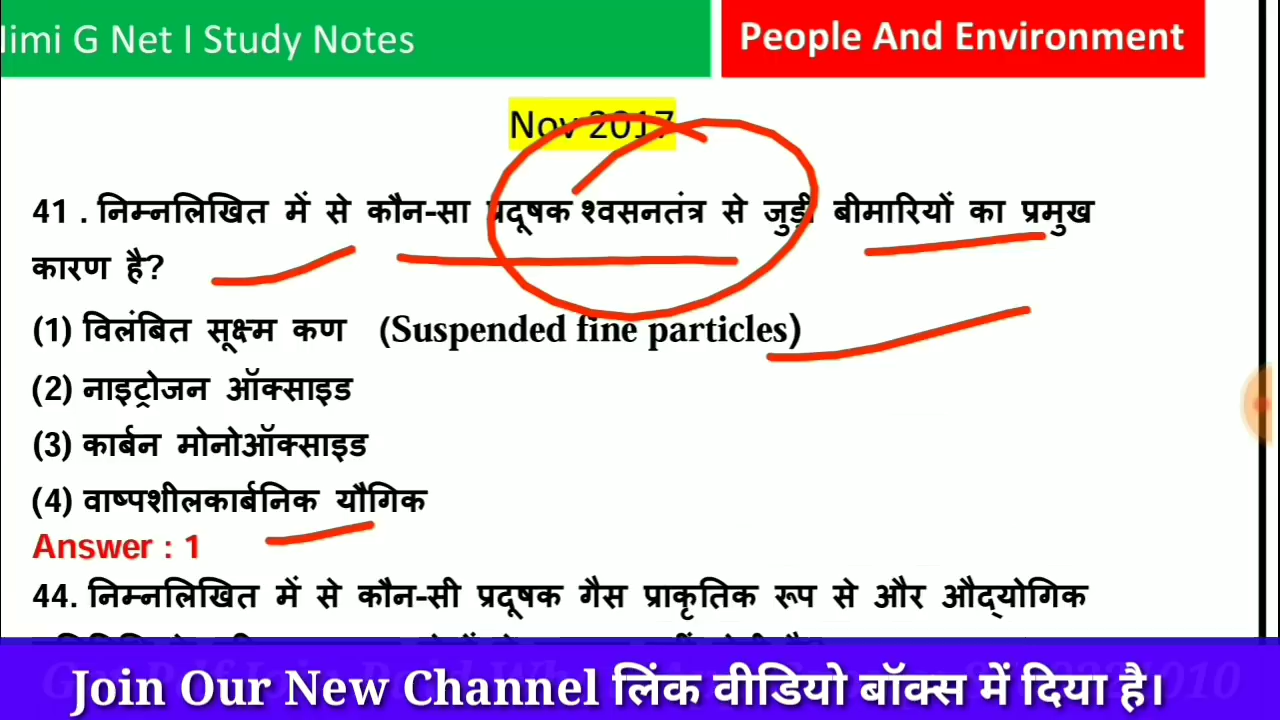 imi G Net I Study Notes
People And Environment
Nov 2017
41 . निम्नलिखित में से कौन-सा प्रदूषक श्वसनतंत्र से जुड़ी बीमारियों का प्रमुख
कारण है?
(1) विलंबित सूक्ष्म कण (Suspended fine particles)
(2) नाइट्रोजन ऑक्साइड
(3) कार्बन मोनोऑक्साइड
(4) वाष्पशीलकार्बनिक यौगिक
Answer : 1
44. निम्नलिखित में से कौन-सी प्रदूषक गैस प्राकृतिक रूप से और औद्योगिक
Join Our New Channel लिंक वीडियो बॉक्स में दिया है।